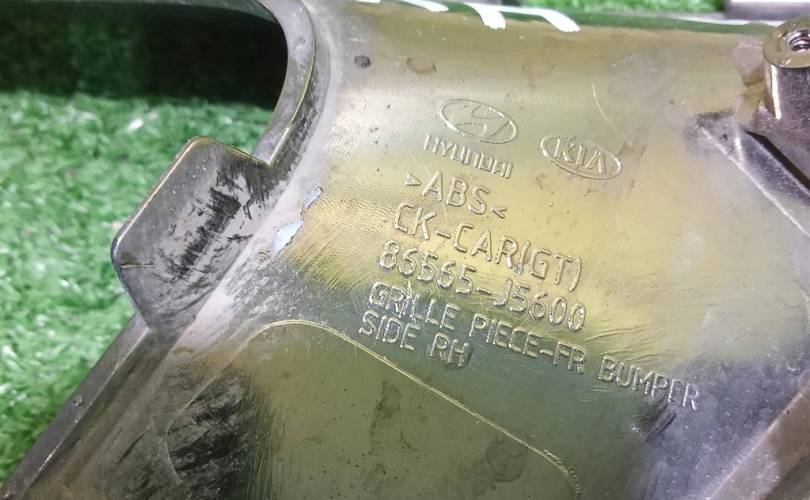 HYUNDAI
KIA
>ABS<
CK-CAR(GT)
86565-J5600
GRILLE PIECE-FR BUMPER
SIDE RH